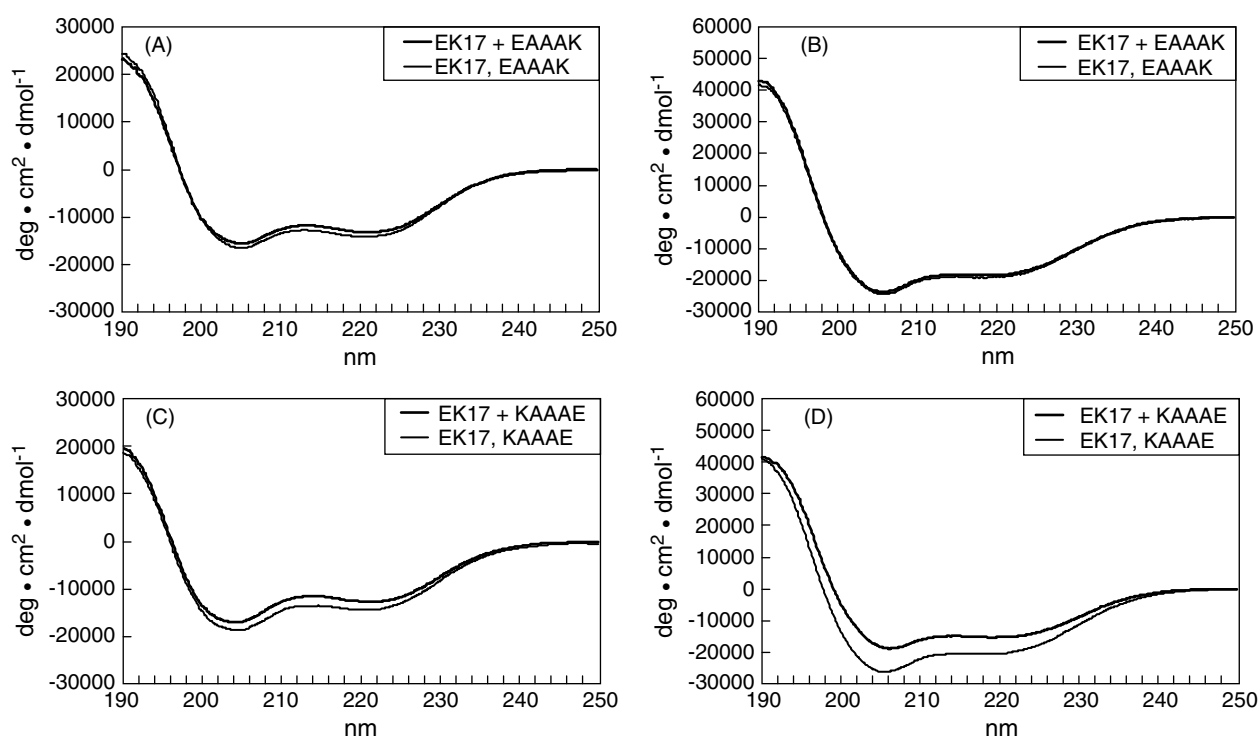 (A)
EK17 + EAAAK
EK17, EAAAK
30000
20000
10000
0
-10000
-20000
-30000
deg • cm² • dmol⁻¹
190 200 210 220 230 240 250
nm
(B)
EK17 + EAAAK
EK17, EAAAK
60000
50000
40000
30000
20000
10000
0
-10000
-20000
-30000
deg • cm² • dmol⁻¹
190 200 210 220 230 240 250
nm
(C)
EK17 + KAAAE
EK17, KAAAE
30000
20000
10000
0
-10000
-20000
-30000
deg • cm² • dmol⁻¹
190 200 210 220 230 240 250
nm
(D)
EK17 + KAAAE
EK17, KAAAE
60000
50000
40000
30000
20000
10000
0
-10000
-20000
-30000
deg • cm² • dmol⁻¹
190 200 210 220 230 240 250
nm